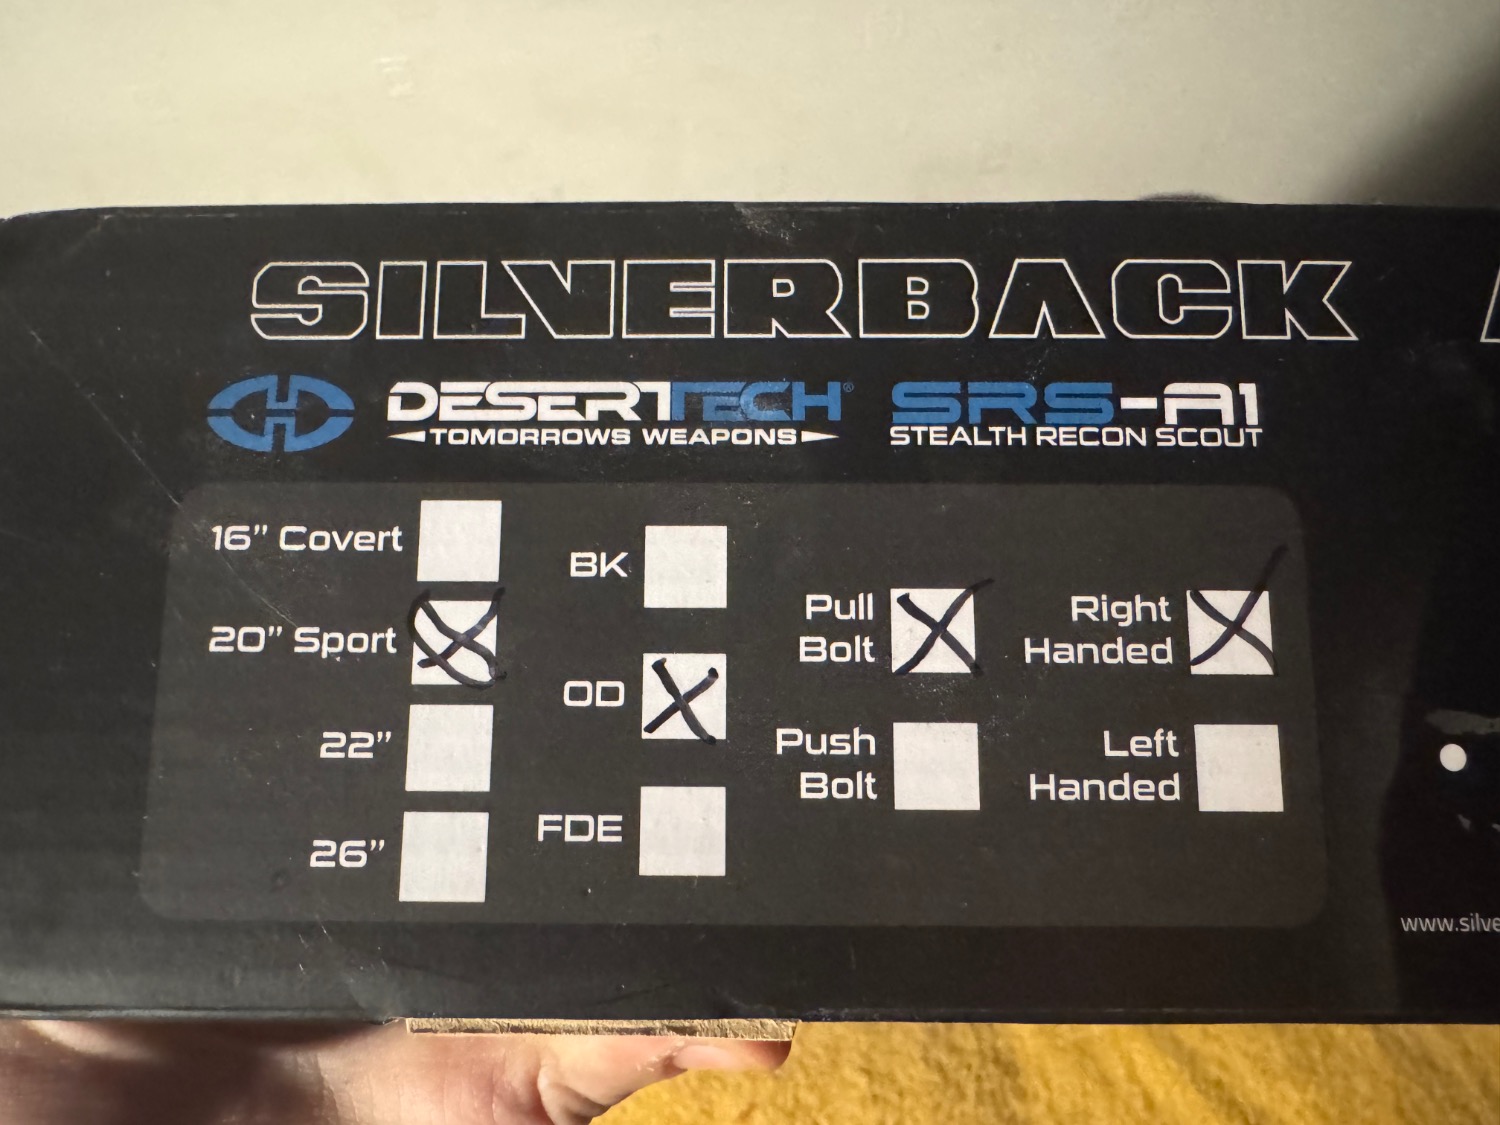 SILVERBACK
DESERTTECH®
TOMORROWS WEAPONS
SRS-A1
STEALTH RECON SCOUT
16” Covert
20” Sport
22”
26”
BK
OD
FDE
Pull
Bolt
Push
Bolt
Right
Handed
Left
Handed
www.silve